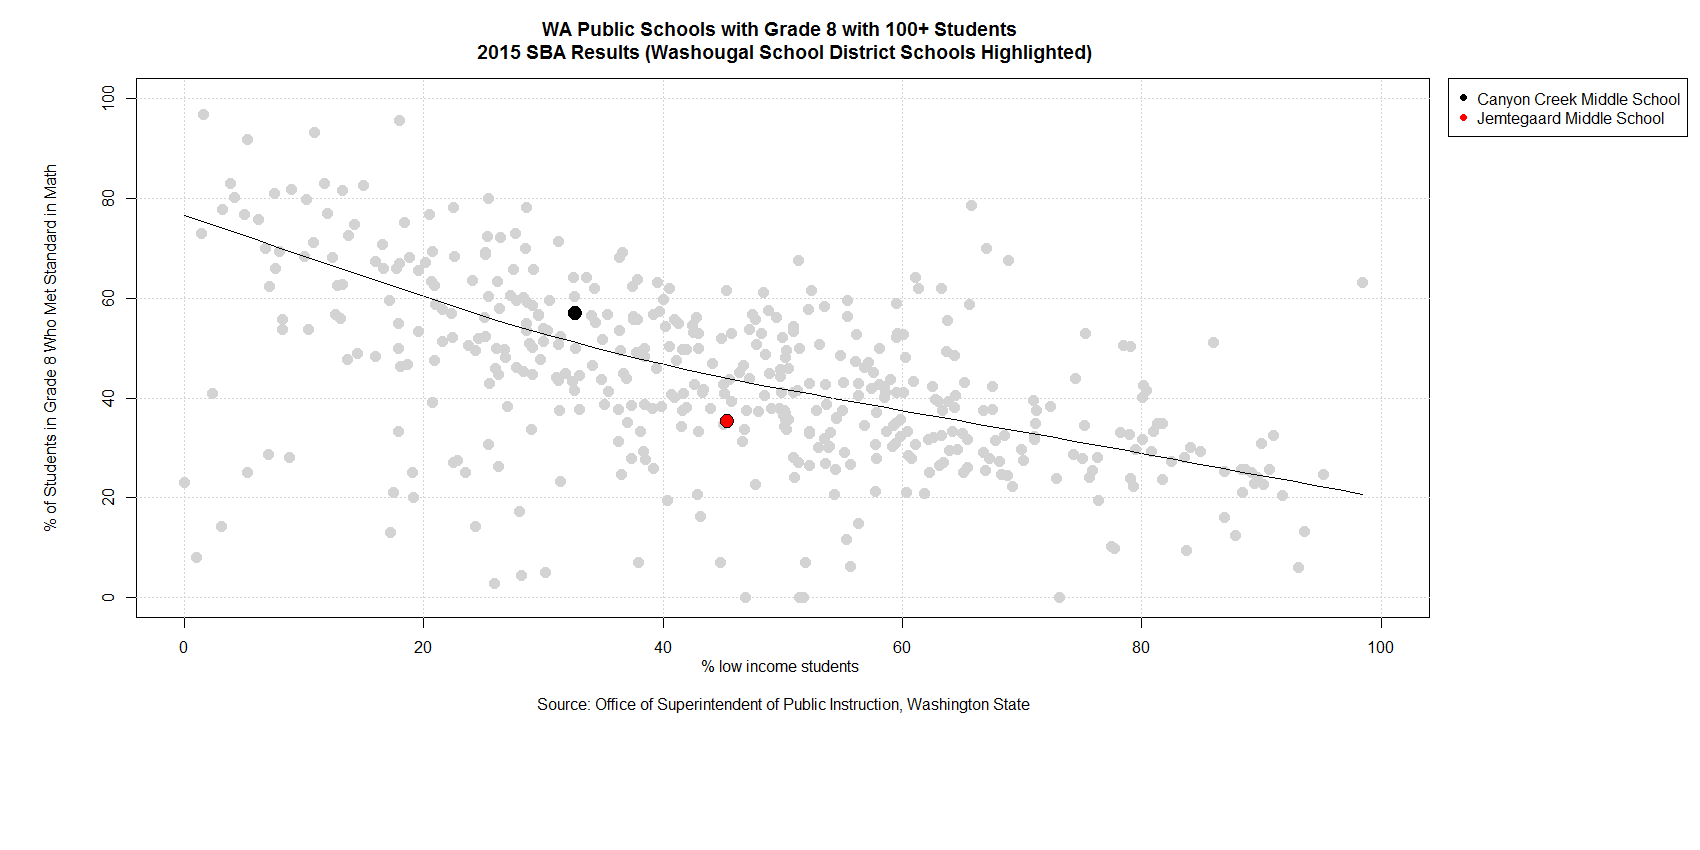 WA Public Schools with Grade 8 with 100+ Students
2015 SBA Results (Washougal School District Schools Highlighted)
% of Students in Grade 8 Who Met Standard in Math
100
80
60
40
20
0
0 20 40 60 80 100
% low income students
Source: Office of Superintendent of Public Instruction, Washington State
Canyon Creek Middle School
Jemtegaard Middle School